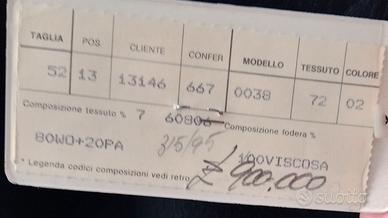 TAGLIA POS. CLIENTE CONFER MODELLO TESSUTO COLORE
52 13 13146 667 0038 72 02
Composizione tessuto % 7 60806 Composizione fodera %
80WO+20PA 3/5/95 100VISCOSA
* Legenda codici composizioni vedi retro £ 900.000
subito